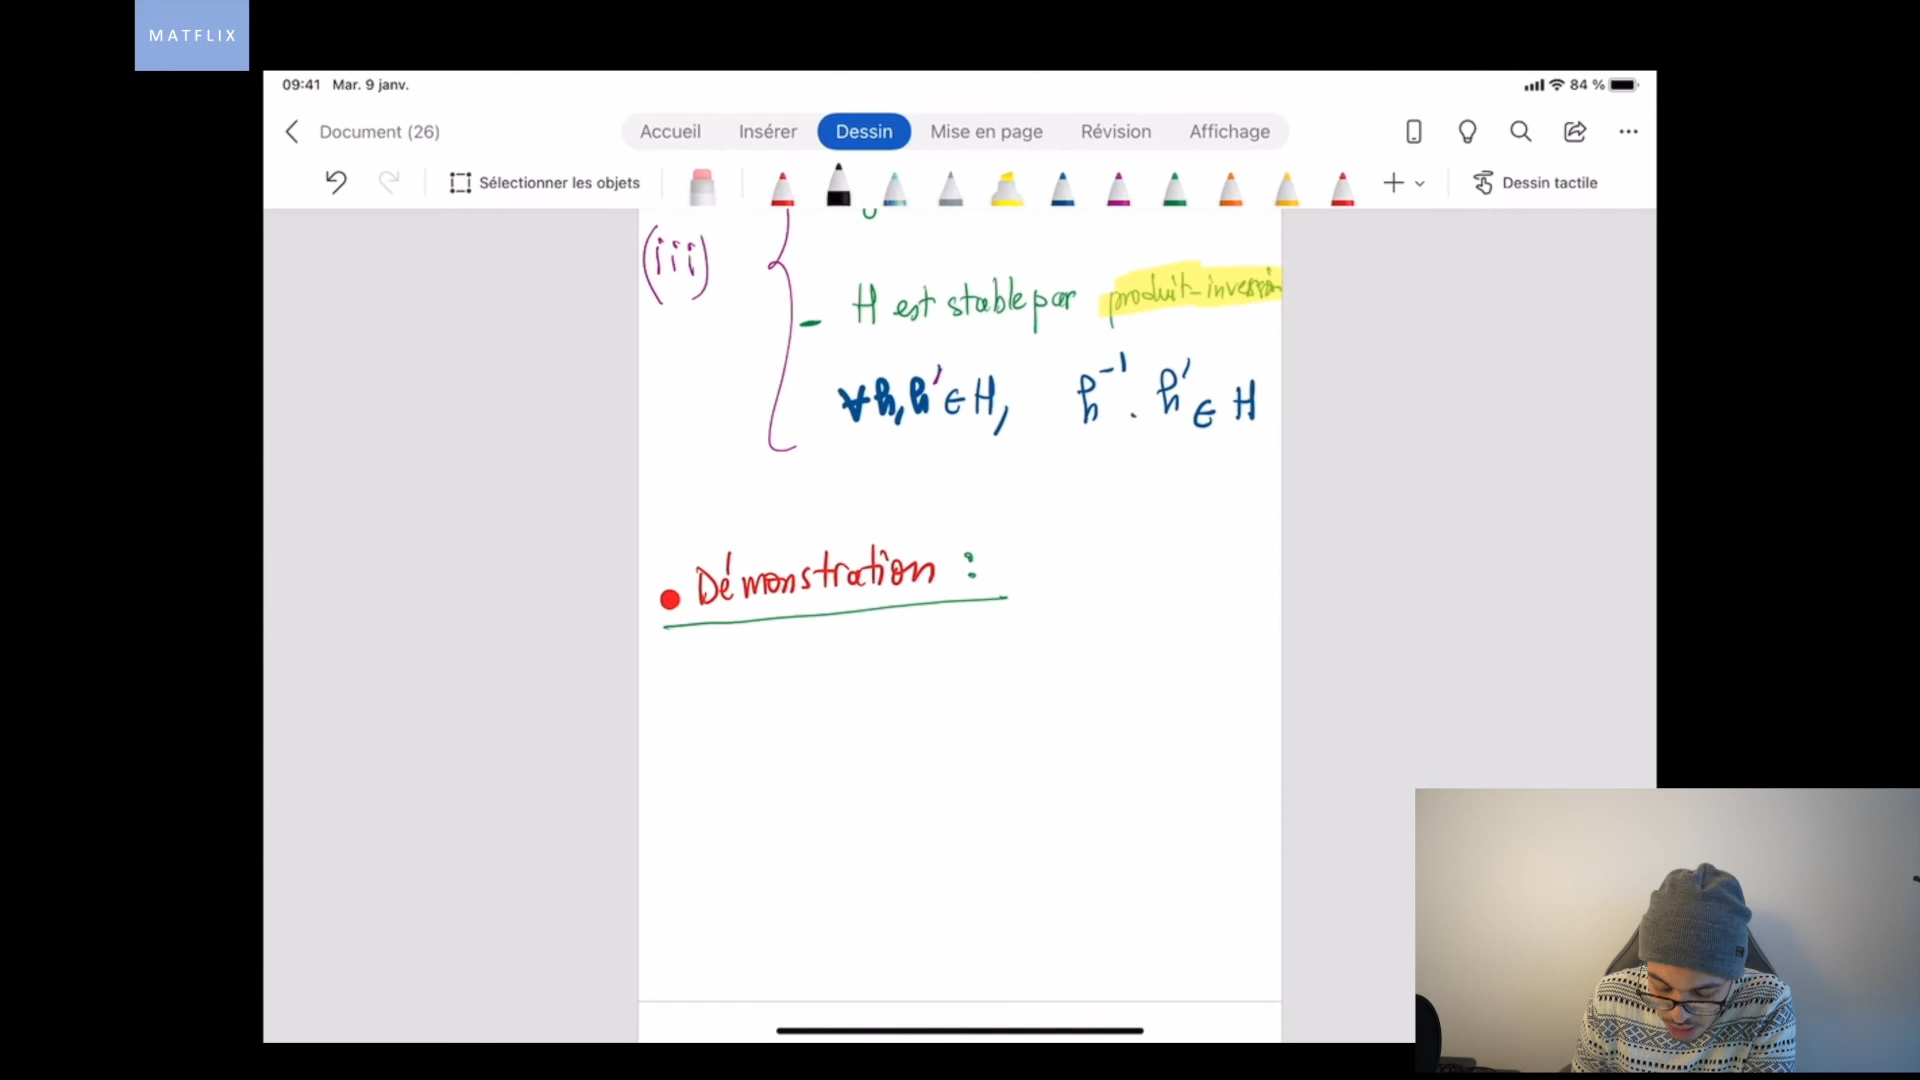 MATFLIX
09:41 Mar. 9 janv.
84 %
Document (26)
Accueil Insérer Dessin Mise en page Révision Affichage
Sélectionner les objets
Dessin tactile
(iii)
- H est stable par produit-inversion
∀h, h' ∈ H, h⁻¹ . h' ∈ H
• Démonstration :